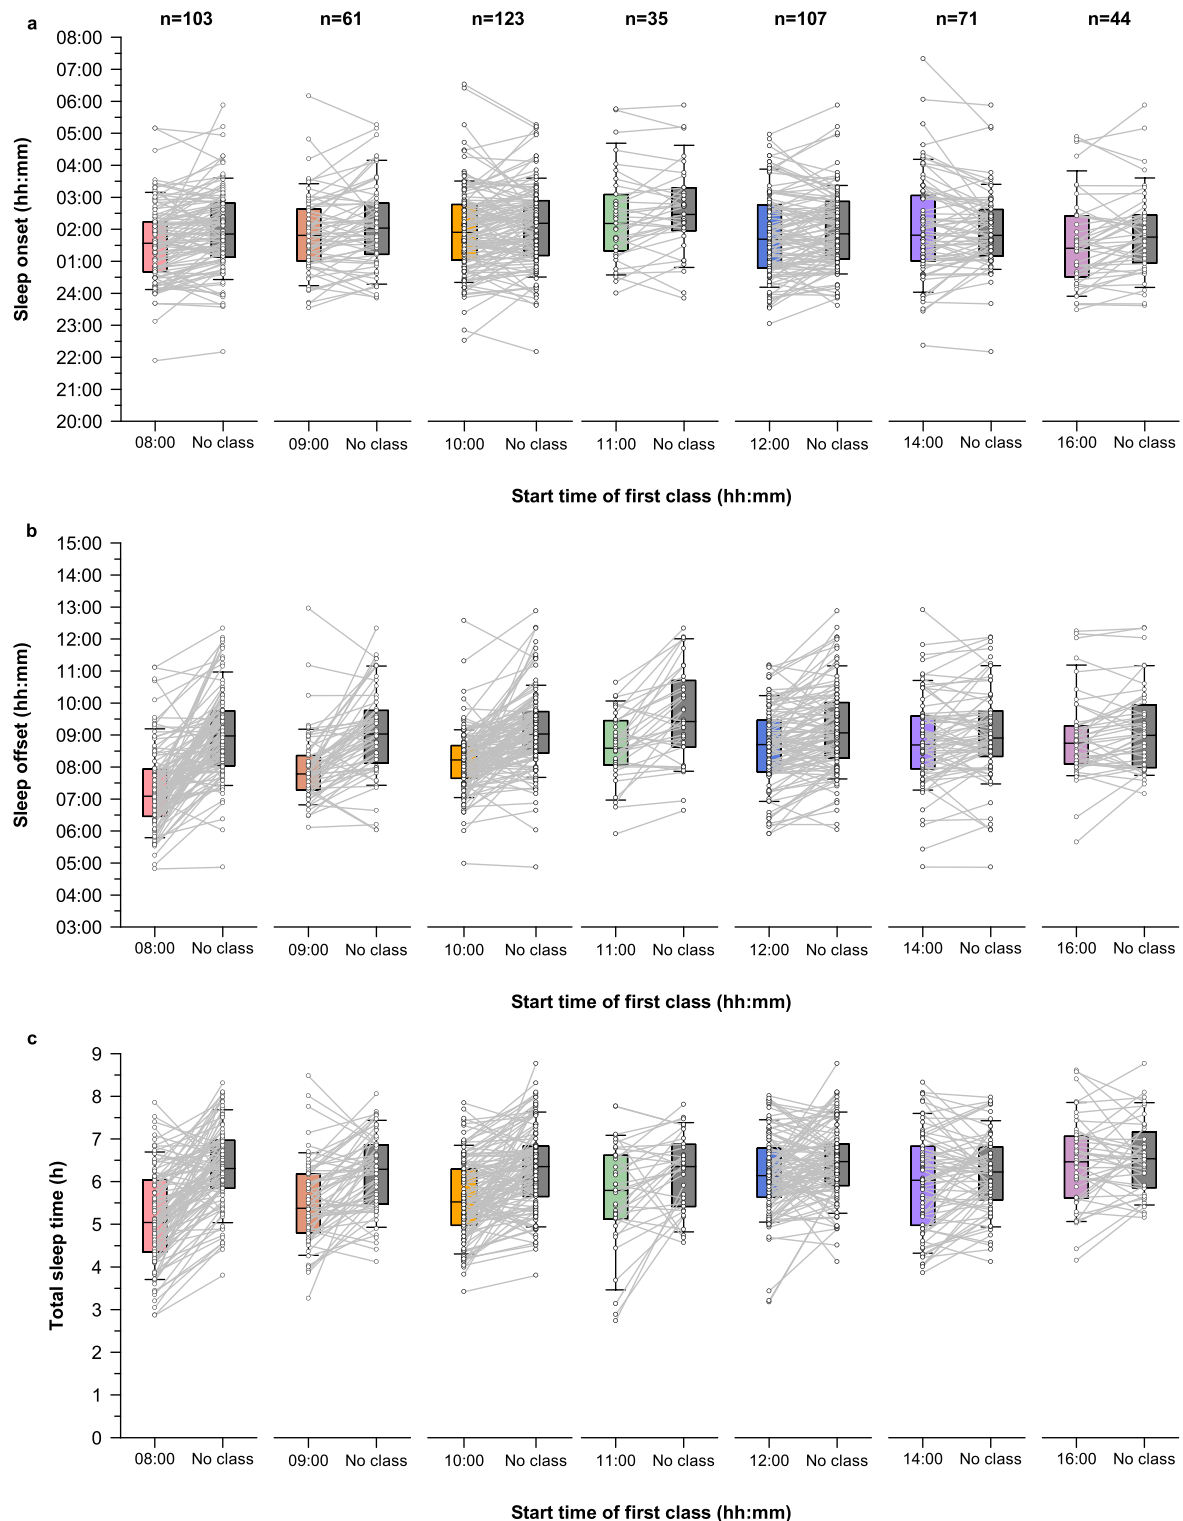 a
n=103 n=61 n=123 n=35 n=107 n=71 n=44
08:00
07:00
06:00
05:00
04:00
03:00
02:00
01:00
24:00
23:00
22:00
21:00
20:00
Sleep onset (hh:mm)
08:00 No class 09:00 No class 10:00 No class 11:00 No class 12:00 No class 14:00 No class 16:00 No class
Start time of first class (hh:mm)
b
15:00
14:00
13:00
12:00
11:00
10:00
09:00
08:00
07:00
06:00
05:00
04:00
03:00
Sleep offset (hh:mm)
08:00 No class 09:00 No class 10:00 No class 11:00 No class 12:00 No class 14:00 No class 16:00 No class
Start time of first class (hh:mm)
c
9
8
7
6
5
4
3
2
1
0
Total sleep time (h)
08:00 No class 09:00 No class 10:00 No class 11:00 No class 12:00 No class 14:00 No class 16:00 No class
Start time of first class (hh:mm)